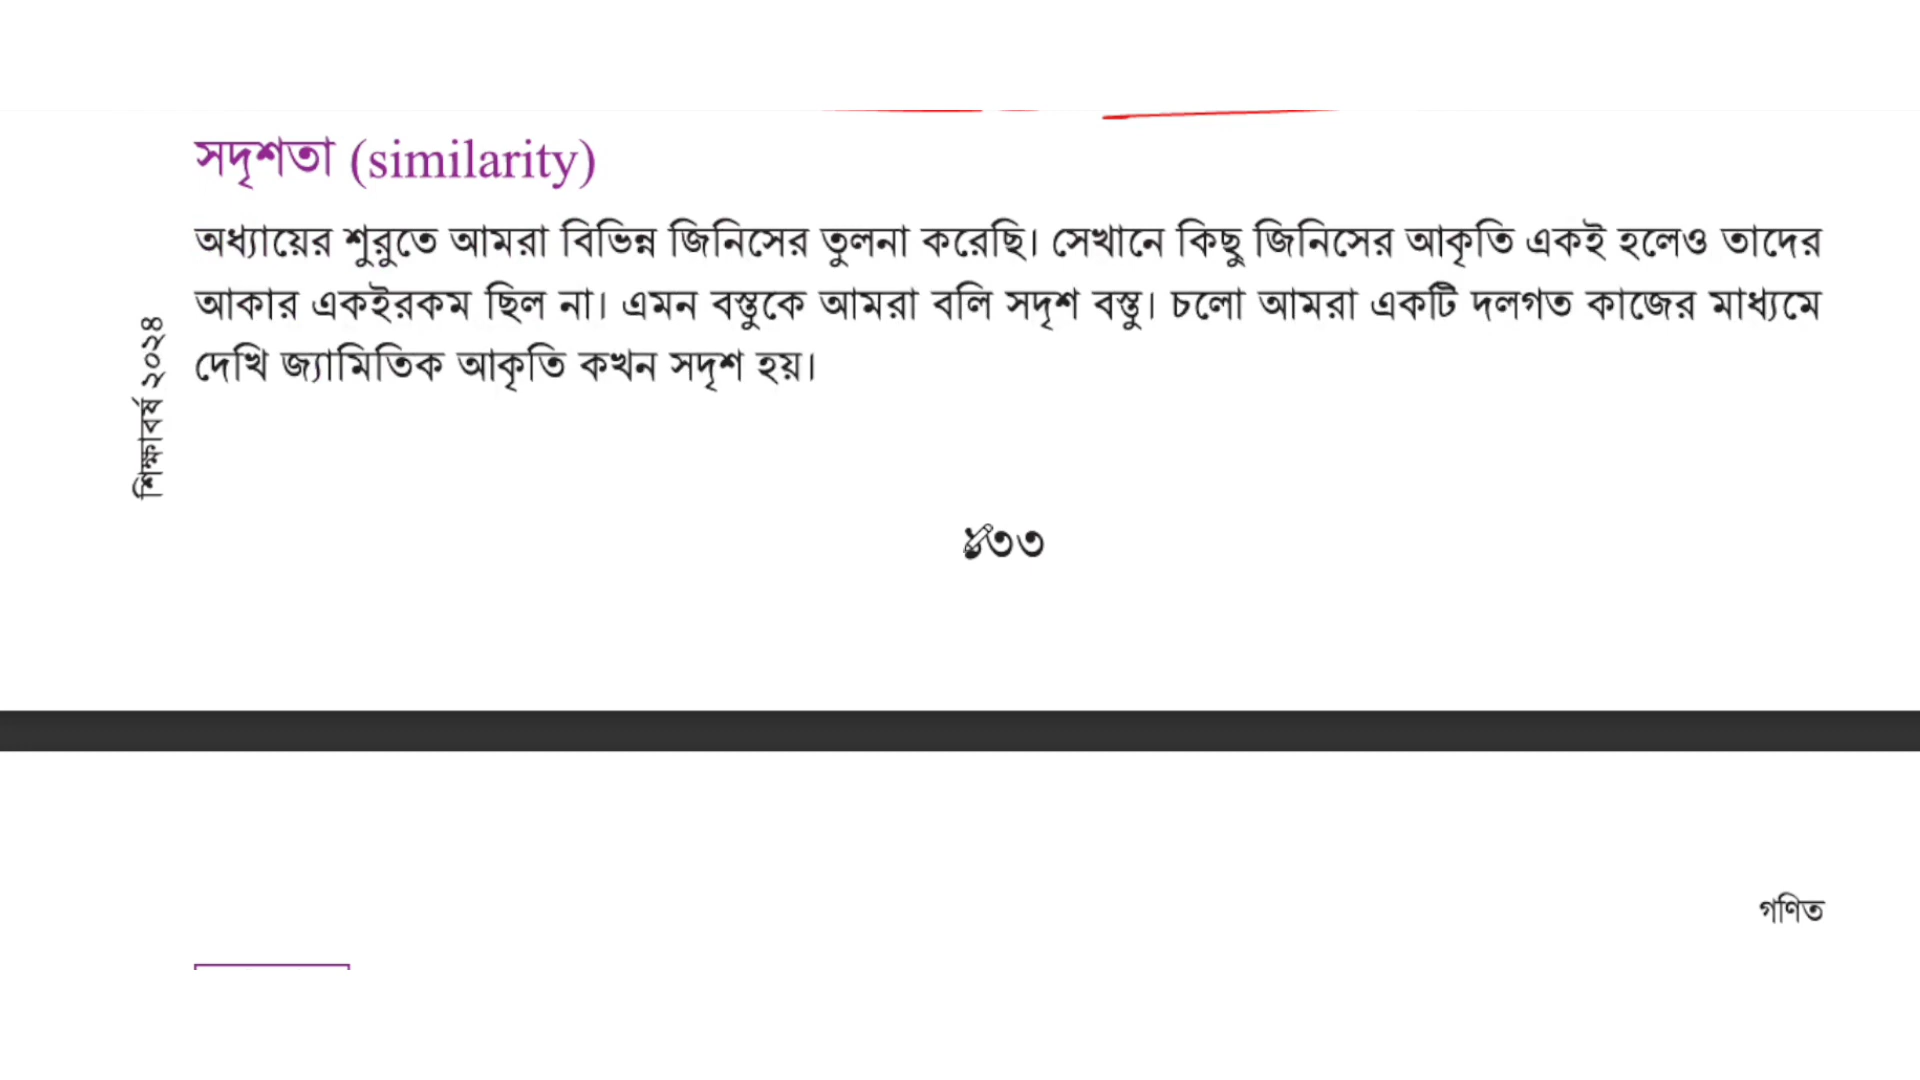 সদৃশতা (similarity)
অধ্যায়ের শুরুতে আমরা বিভিন্ন জিনিসের তুলনা করেছি। সেখানে কিছু জিনিসের আকৃতি একই হলেও তাদের
আকার একইরকম ছিল না। এমন বস্তুকে আমরা বলি সদৃশ বস্তু। চলো আমরা একটি দলগত কাজের মাধ্যমে
দেখি জ্যামিতিক আকৃতি কখন সদৃশ হয়।
শিক্ষাবর্ষ ২০২৪
গণিত